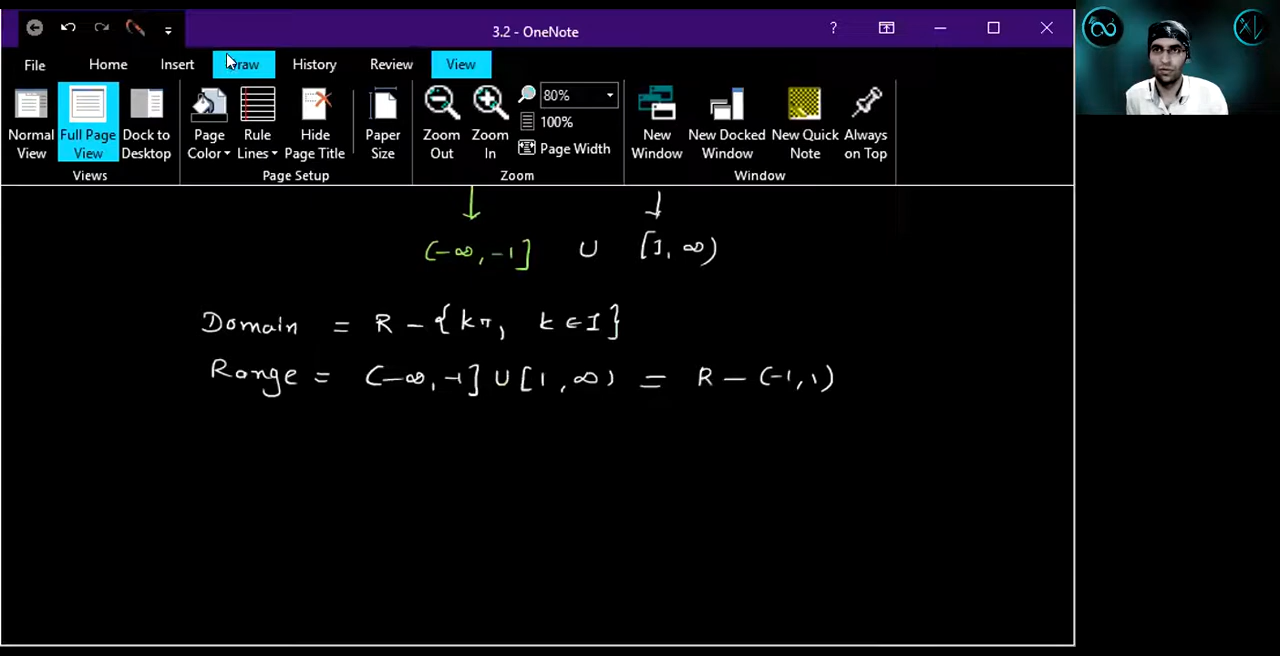 3.2 - OneNote
?
File Home Insert Draw History Review View
Normal View
Full Page View
Dock to Desktop
Views
Page Color
Rule Lines
Hide Page Title
Paper Size
Page Setup
Zoom Out
Zoom In
80%
100%
Page Width
Zoom
New Window
New Docked Window
New Quick Note
Always on Top
Window
(-∞, -1] ∪ [1, ∞)
Domain = R - {kπ, k ∈ I}
Range = (-∞, -1] ∪ [1, ∞) = R - (-1, 1)